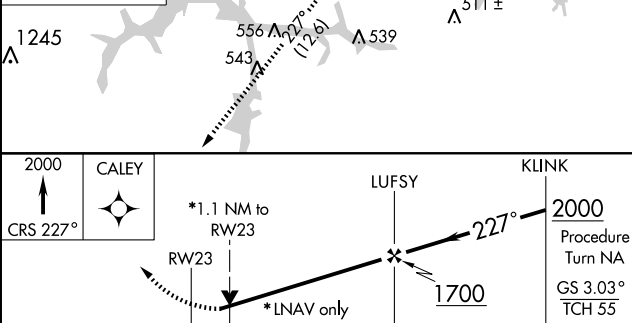 1245
556
543
227°
(12.6)
539
511 ±
2000
CRS 227°
CALEY
*1.1 NM to
RW23
RW23
*LNAV only
LUFSY
1700
KLINK
227°
2000
Procedure
Turn NA
GS 3.03°
TCH 55